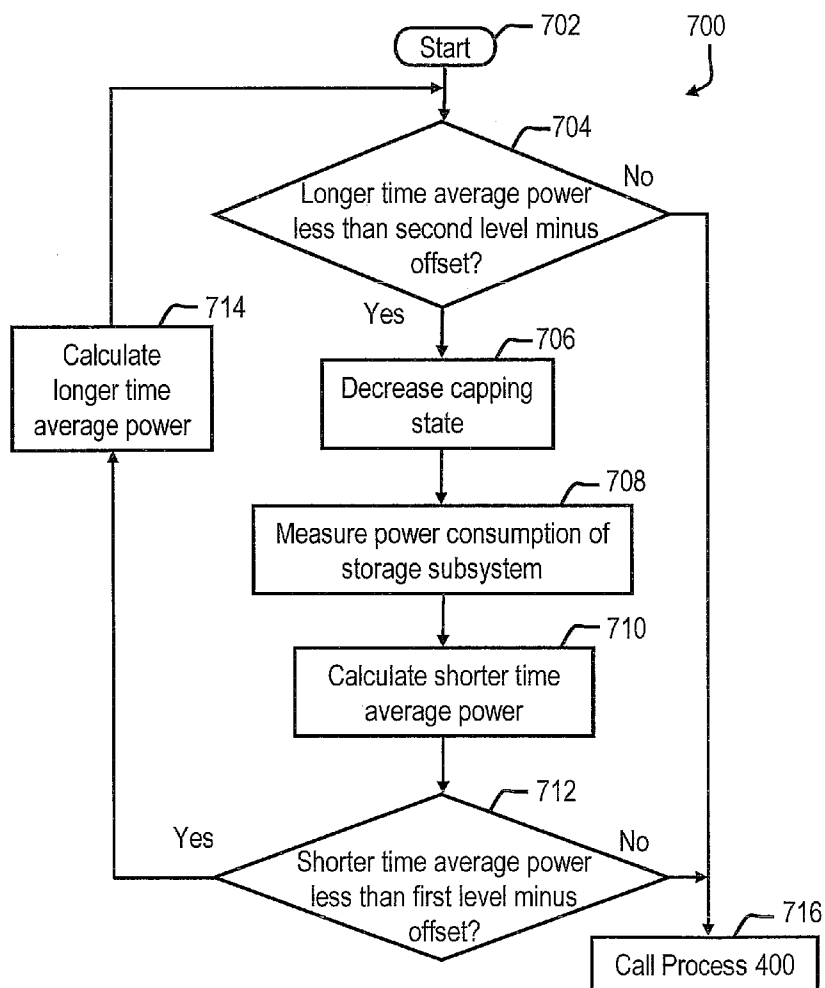 Start
702
700
704
Longer time average power
less than second level minus
offset?
No
Yes
714
Calculate
longer time
average power
706
Decrease capping
state
708
Measure power consumption of
storage subsystem
710
Calculate shorter time
average power
712
Yes
Shorter time average power
less than first level minus
offset?
No
716
Call Process 400